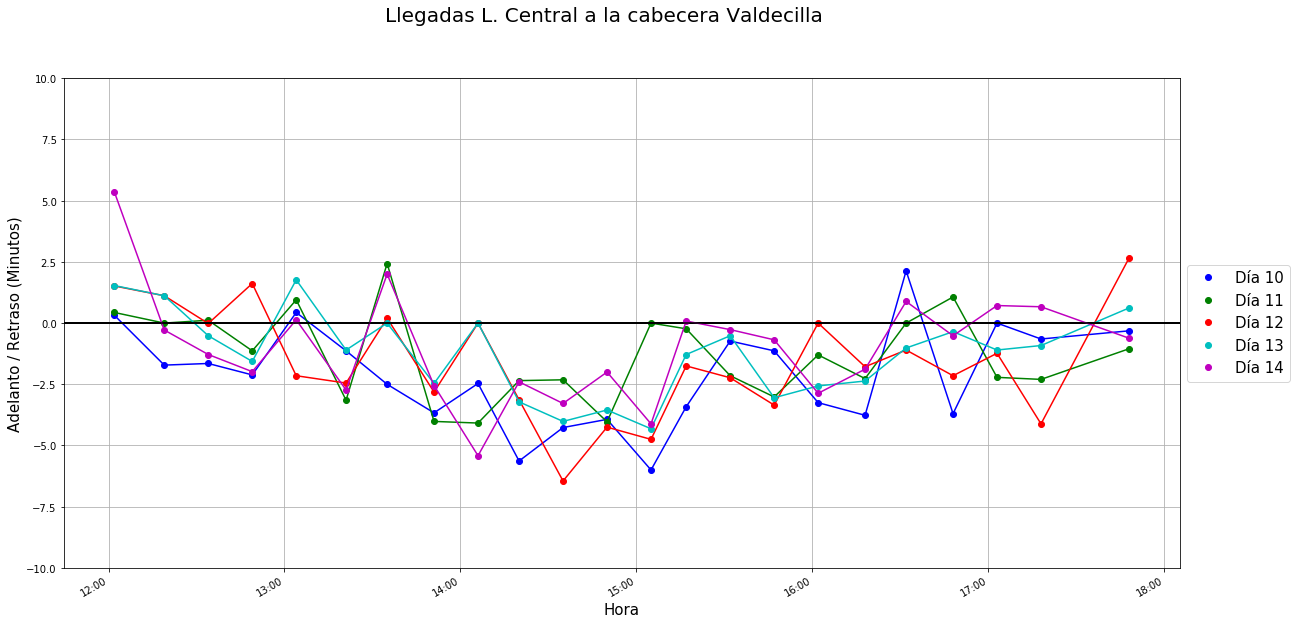 Llegadas L. Central a la cabecera Valdecilla
Adelanto / Retraso (Minutos)
10.0
7.5
5.0
2.5
0.0
−2.5
−5.0
−7.5
−10.0
12:00
13:00
14:00
15:00
16:00
17:00
18:00
Hora
Día 10
Día 11
Día 12
Día 13
Día 14